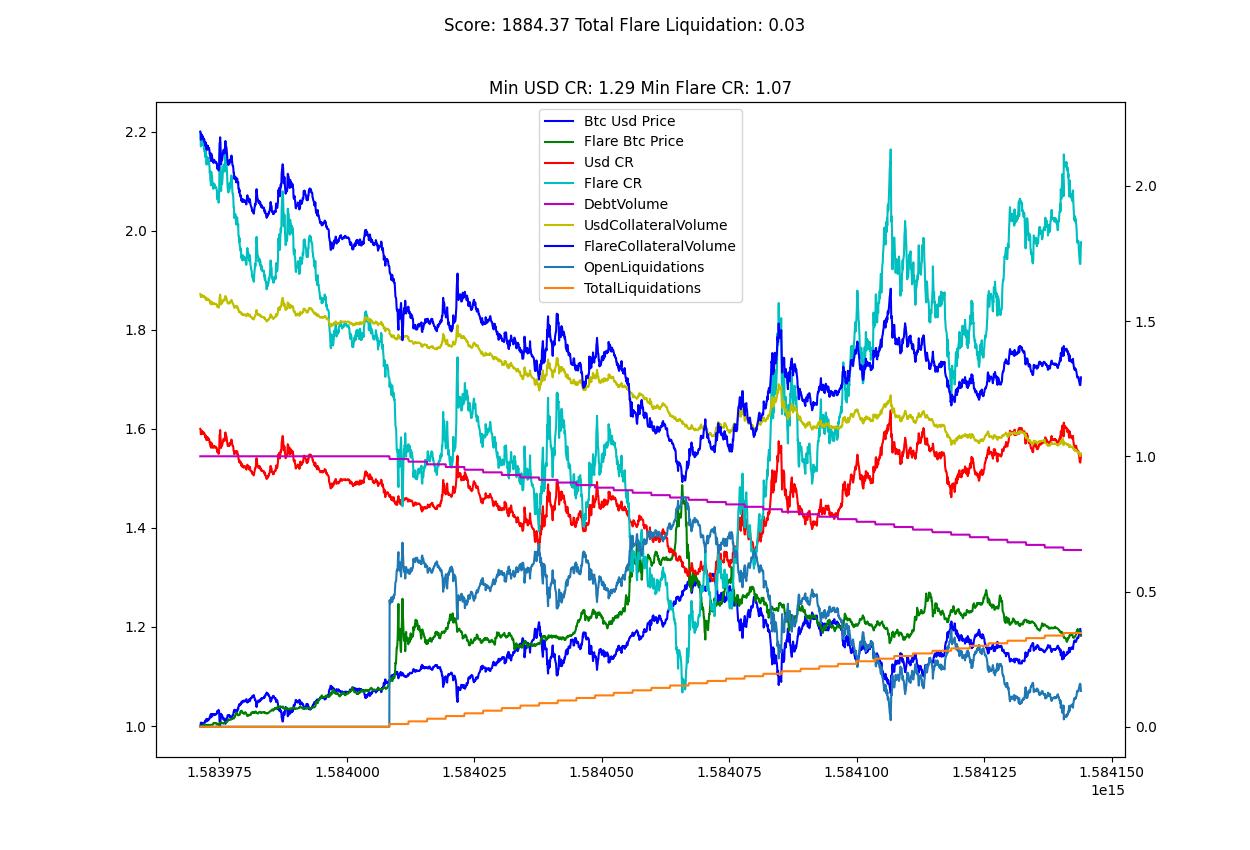 Score: 1884.37 Total Flare Liquidation: 0.03
Min USD CR: 1.29 Min Flare CR: 1.07
Btc Usd Price
Flare Btc Price
Usd CR
Flare CR
DebtVolume
UsdCollateralVolume
FlareCollateralVolume
OpenLiquidations
TotalLiquidations
2.2
2.0
1.8
1.6
1.4
1.2
1.0
2.0
1.5
1.0
0.5
0.0
1.583975 1.584000 1.584025 1.584050 1.584075 1.584100 1.584125 1.584150
1e15